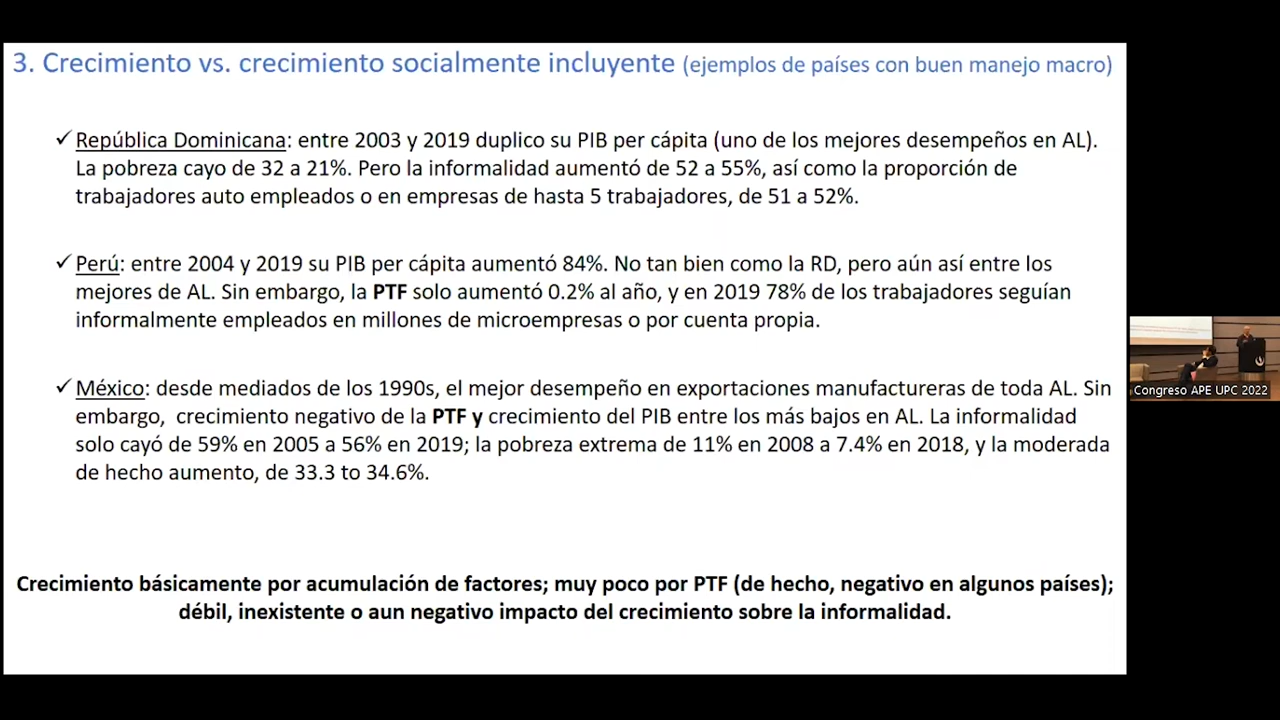 3. Crecimiento vs. crecimiento socialmente incluyente (ejemplos de países con buen manejo macro)
✓ República Dominicana: entre 2003 y 2019 duplico su PIB per cápita (uno de los mejores desempeños en AL).
La pobreza cayo de 32 a 21%. Pero la informalidad aumentó de 52 a 55%, así como la proporción de
trabajadores auto empleados o en empresas de hasta 5 trabajadores, de 51 a 52%.
✓ Perú: entre 2004 y 2019 su PIB per cápita aumentó 84%. No tan bien como la RD, pero aún así entre los
mejores de AL. Sin embargo, la PTF solo aumentó 0.2% al año, y en 2019 78% de los trabajadores seguían
informalmente empleados en millones de microempresas o por cuenta propia.
✓ México: desde mediados de los 1990s, el mejor desempeño en exportaciones manufactureras de toda AL. Sin
embargo, crecimiento negativo de la PTF y crecimiento del PIB entre los más bajos en AL. La informalidad
solo cayó de 59% en 2005 a 56% en 2019; la pobreza extrema de 11% en 2008 a 7.4% en 2018, y la moderada
de hecho aumento, de 33.3 to 34.6%.
Crecimiento básicamente por acumulación de factores; muy poco por PTF (de hecho, negativo en algunos países);
débil, inexistente o aun negativo impacto del crecimiento sobre la informalidad.
Congreso APE UPC 2022